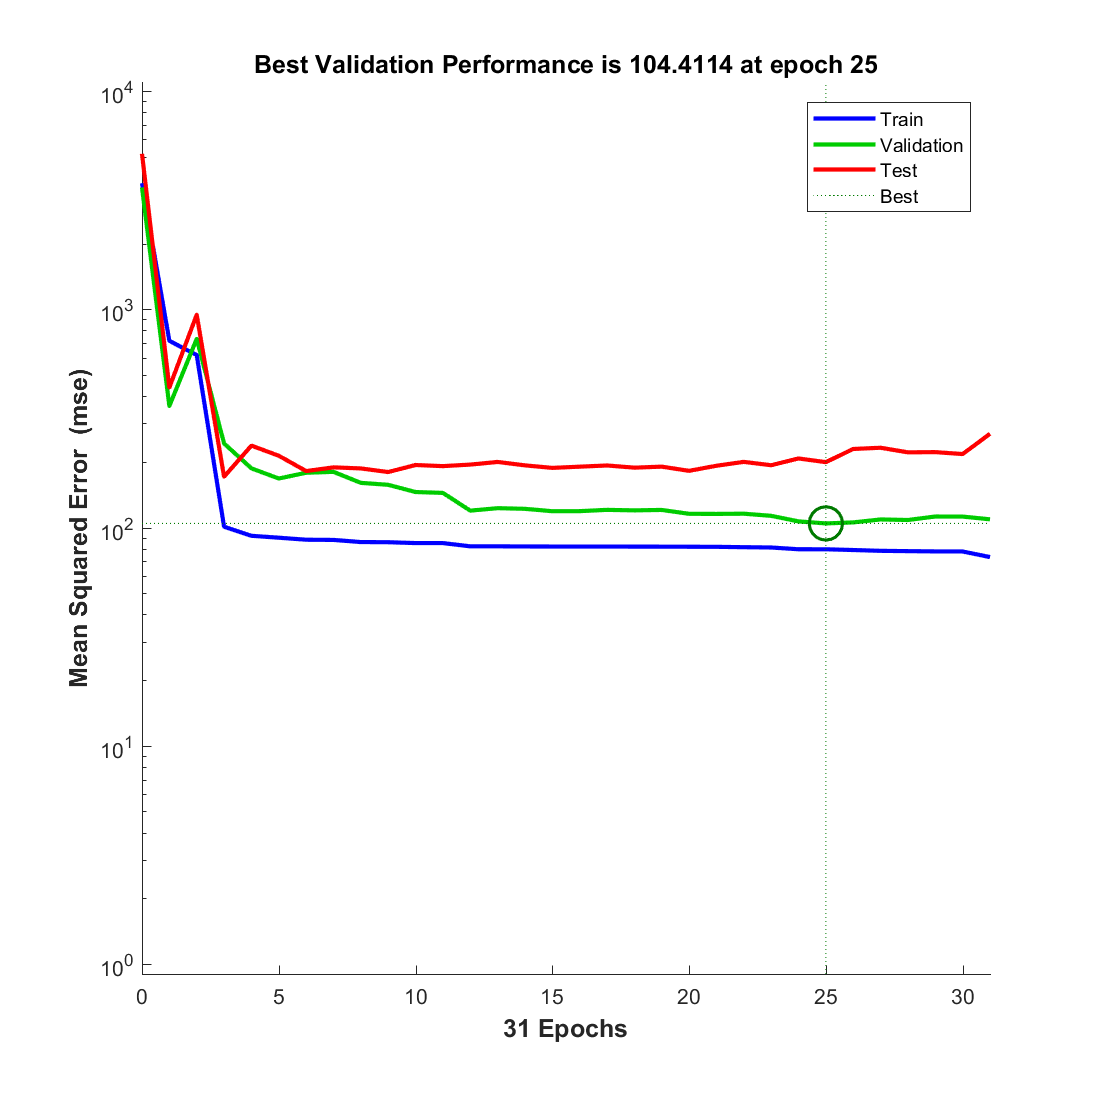 Best Validation Performance is 104.4114 at epoch 25
Train
Validation
Test
Best
10^4
10^3
10^2
10^1
10^0
Mean Squared Error (mse)
0 5 10 15 20 25 30
31 Epochs